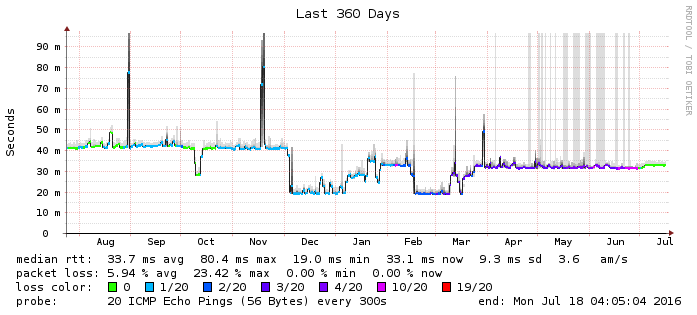 Last 360 Days
RRDTOOL / TOBI OETIKER
Seconds
90 m
80 m
70 m
60 m
50 m
40 m
30 m
20 m
10 m
0
Aug Sep Oct Nov Dec Jan Feb Mar Apr May Jun Jul
median rtt: 33.7 ms avg 80.4 ms max 19.0 ms min 33.1 ms now 9.3 ms sd 3.6 am/s
packet loss: 5.94 % avg 23.42 % max 0.00 % min 0.00 % now
loss color: 0 1/20 2/20 3/20 4/20 10/20 19/20
probe: 20 ICMP Echo Pings (56 Bytes) every 300s end: Mon Jul 18 04:05:04 2016